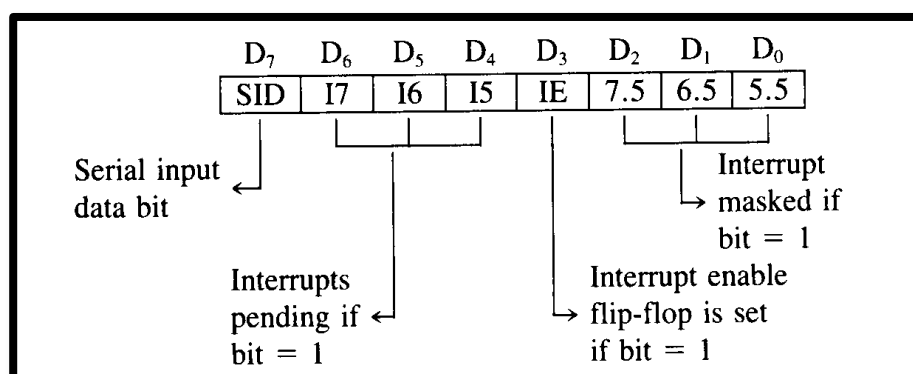 D₇ D₆ D₅ D₄ D₃ D₂ D₁ D₀
SID I7 I6 I5 IE 7.5 6.5 5.5
Serial input
data bit
Interrupt
masked if
bit = 1
Interrupts
pending if
bit = 1
Interrupt enable
flip-flop is set
if bit = 1